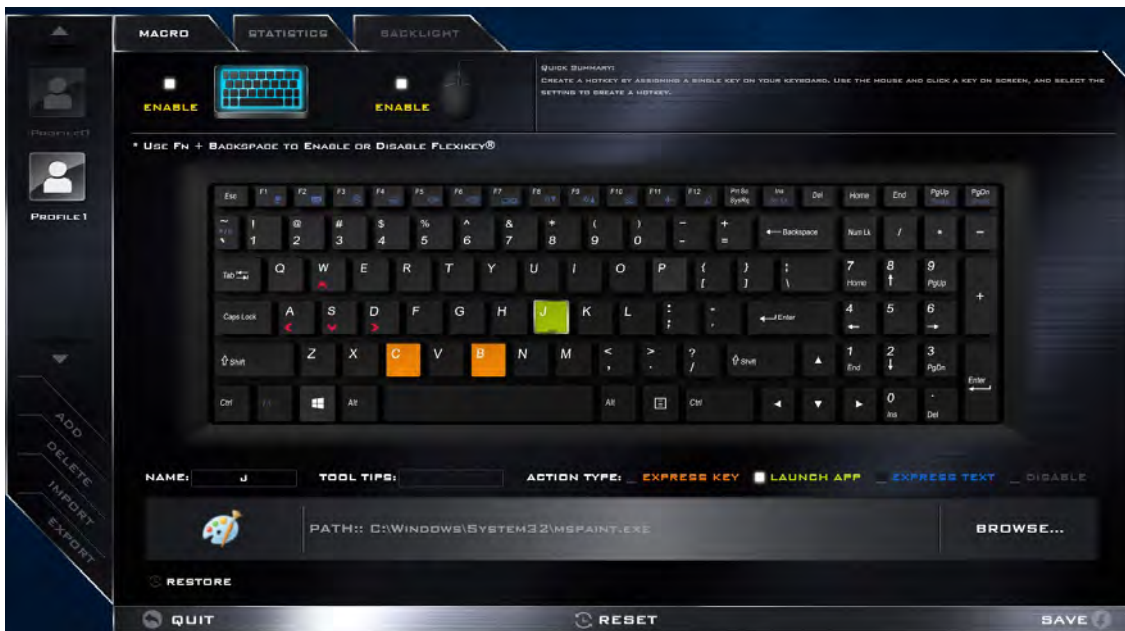 MACRO STATISTICS BACKLIGHT
QUICK SUMMARY:
CREATE A HOTKEY BY ASSIGNING A SINGLE KEY ON YOUR KEYBOARD. USE THE MOUSE AND CLICK A KEY ON SCREEN, AND SELECT THE
SETTING TO CREATE A HOTKEY.
ENABLE ENABLE
* USE FN + BACKSPACE TO ENABLE OR DISABLE FLEXIKEY®
PROFILE1
Esc F1 F2 F3 F4 F5 F6 F7 F8 F9 F10 F11 F12 Prt Sc Ins Del Home End PgUp PgDn
SysRq
~ ! @ # $ % ^ & * ( ) - + Backspace Num Lk / * -
` 1 2 3 4 5 6 7 8 9 0 - =
Tab Q W E R T Y U I O P { } : 7 8 9 +
[ ] \ Home PgUp
Caps Lock A S D F G H J K L : " Enter 4 5 6
; ,
Shift Z X C V B N M < > ? Shift 1 2 3 Enter
, . / End PgDn
Ctrl Alt Alt Ctrl 0 .
Ins Del
NAME: J TOOL TIPS: ACTION TYPE: EXPRESS KEY LAUNCH APP EXPRESS TEXT DISABLE
PATH:: C:\WINDOWS\SYSTEM32\MSPAINT.EXE BROWSE...
ADD
DELETE
IMPORT
EXPORT
RESTORE
QUIT RESET SAVE